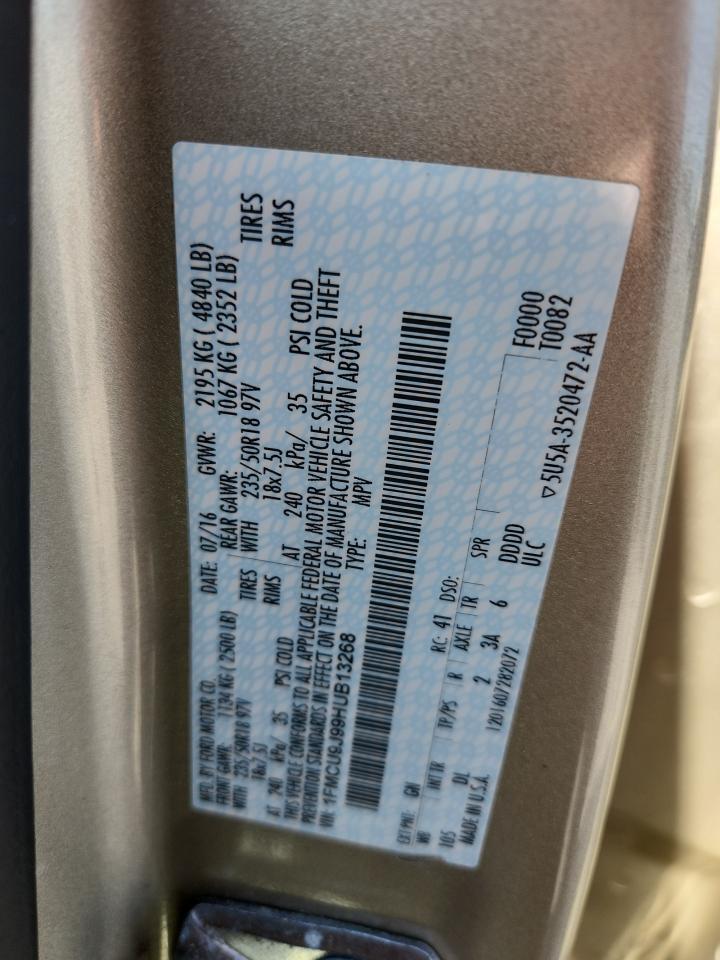 MFD. BY FORD MOTOR CO. DATE: 07/16 GVWR: 2195 KG ( 4840 LB)
FRONT GAWR: 1134 KG ( 2500 LB) REAR GAWR: 1067 KG ( 2352 LB)
WITH 235/50R18 97V TIRES WITH 235/50R18 97V TIRES
18x7.5J RIMS 18x7.5J RIMS
AT 240 kPa/ 35 PSI COLD AT 240 kPa/ 35 PSI COLD
THIS VEHICLE CONFORMS TO ALL APPLICABLE FEDERAL MOTOR VEHICLE SAFETY AND THEFT
PREVENTION STANDARDS IN EFFECT ON THE DATE OF MANUFACTURE SHOWN ABOVE.
VIN: 1FMCU9J99HUB13268 TYPE: MPV
EXT PNT: GN RC: 41 DSO:
WB INT TR TP/PS R AXLE TR SPR F0000
105 DL 2 3A 6 DDDD T0082
MADE IN U.S.A. 1201607282072 ULC
▽5U5A-3520472-AA